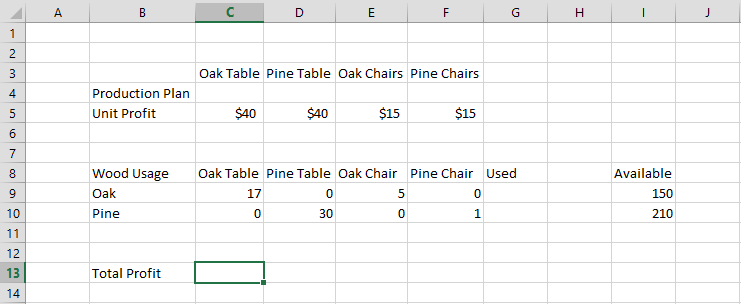 A B C D E F G H I J
1
2
3 Oak Table Pine Table Oak Chairs Pine Chairs
4 Production Plan
5 Unit Profit $40 $40 $15 $15
6
7
8 Wood Usage Oak Table Pine Table Oak Chair Pine Chair Used Available
9 Oak 17 0 5 0 150
10 Pine 0 30 0 1 210
11
12
13 Total Profit
14